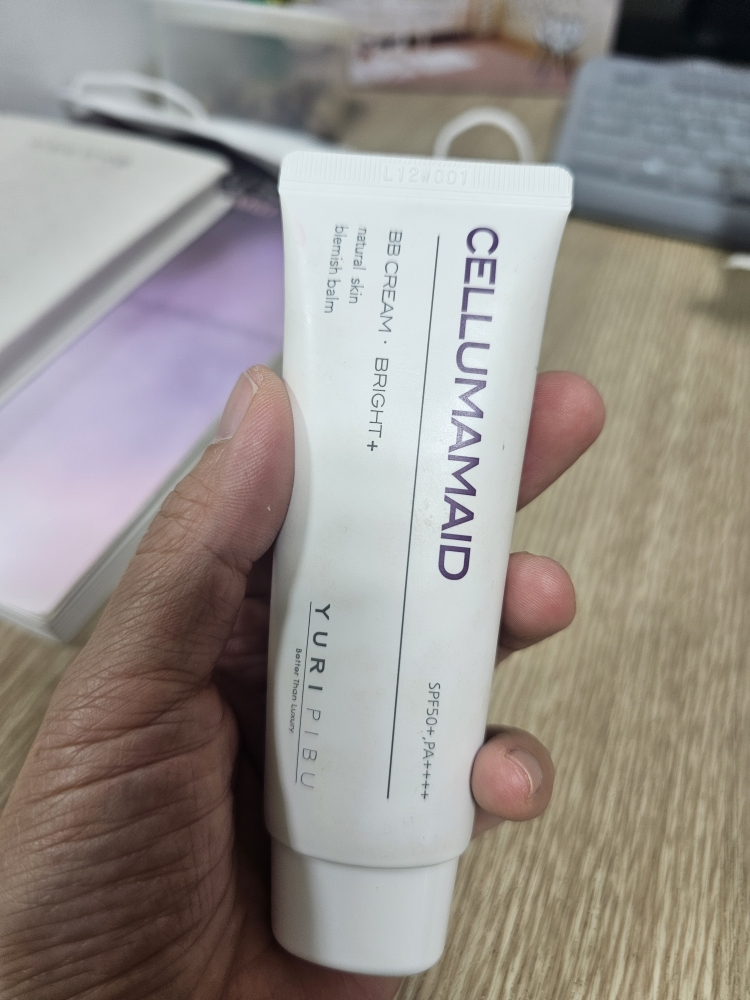 CELLUMAMAID
SPF50+,PA++++
BB CREAM · BRIGHT+
natural skin
blemish balm
YURI PIBU
Better Than Luxury.